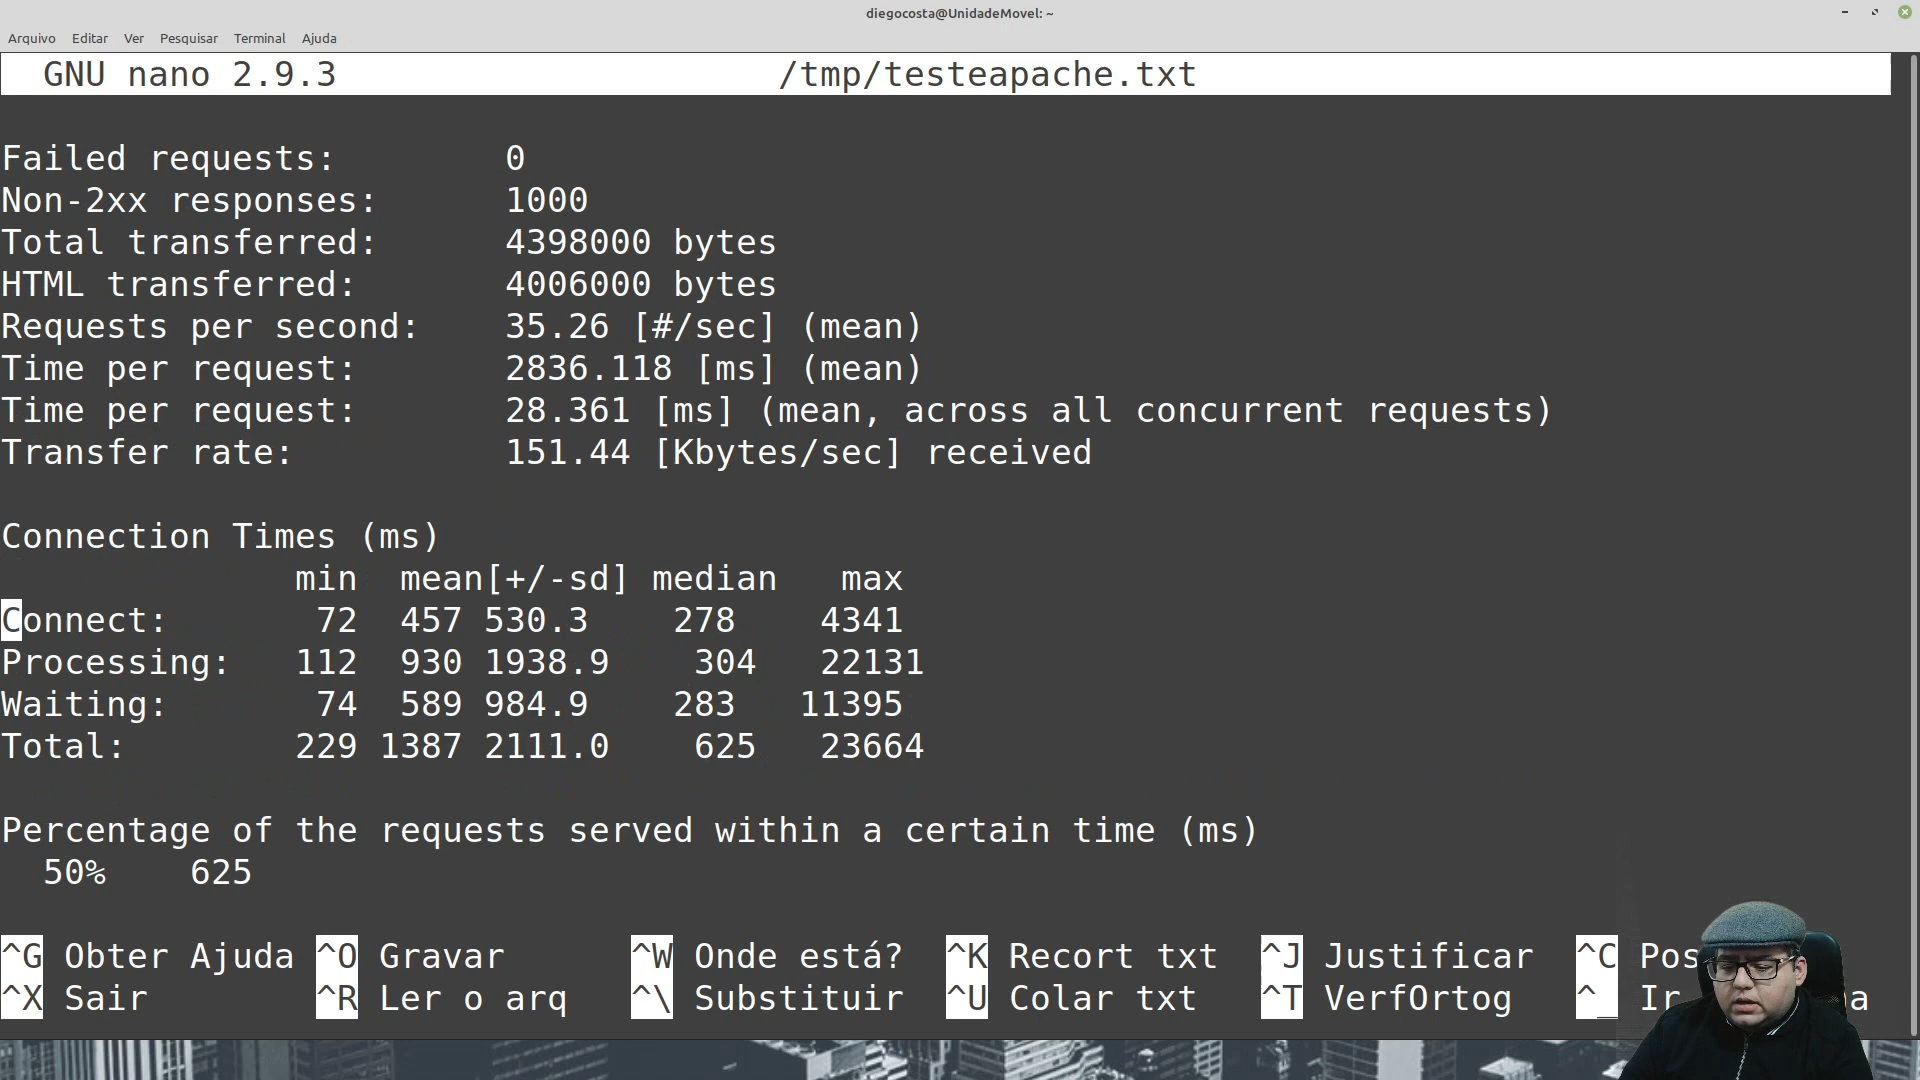 diegocosta@UnidadeMovel: ~
Arquivo Editar Ver Pesquisar Terminal Ajuda
GNU nano 2.9.3 /tmp/testeapache.txt
Failed requests: 0
Non-2xx responses: 1000
Total transferred: 4398000 bytes
HTML transferred: 4006000 bytes
Requests per second: 35.26 [#/sec] (mean)
Time per request: 2836.118 [ms] (mean)
Time per request: 28.361 [ms] (mean, across all concurrent requests)
Transfer rate: 151.44 [Kbytes/sec] received
Connection Times (ms)
min mean[+/-sd] median max
Connect: 72 457 530.3 278 4341
Processing: 112 930 1938.9 304 22131
Waiting: 74 589 984.9 283 11395
Total: 229 1387 2111.0 625 23664
Percentage of the requests served within a certain time (ms)
50% 625
^G Obter Ajuda ^O Gravar ^W Onde está? ^K Recort txt ^J Justificar ^C
^X Sair ^R Ler o arq ^\ Substituir ^U Colar txt ^T VerfOrtog ^_ Ir